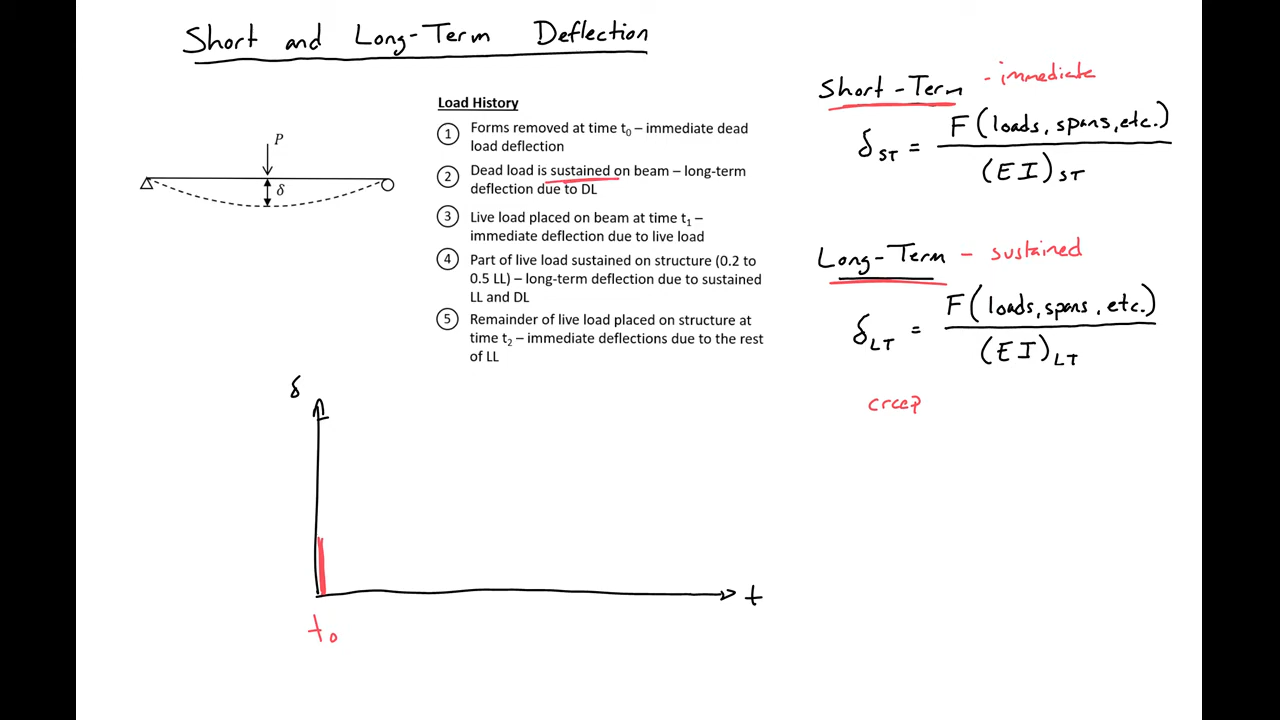 Short and Long-Term Deflection
P
δ
Load History
1 Forms removed at time t₀ – immediate dead
load deflection
2 Dead load is sustained on beam – long-term
deflection due to DL
3 Live load placed on beam at time t₁ –
immediate deflection due to live load
4 Part of live load sustained on structure (0.2 to
0.5 LL) – long-term deflection due to sustained
LL and DL
5 Remainder of live load placed on structure at
time t₂ – immediate deflections due to the rest
of LL
Short-Term - immediate
δST = F(loads, spans, etc.)
(EI)ST
Long-Term - sustained
δLT = F(loads, spans, etc.)
(EI)LT
creep
δ
t
t₀